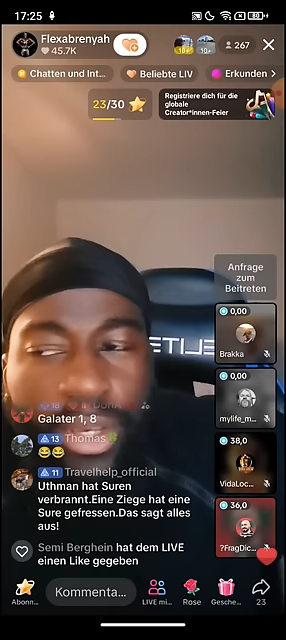 17:25
Flexabrenyah
45.7K
10+
10+
267
Chatten und Int...
Beliebte LIV
Erkunden
23/30
Registriere dich für die
globale
Creator*innen-Feier
Anfrage
zum
Beitreten
0,00
Brakka
0,00
mylife_m...
38,0
VidaLoc...
36,0
?FragDic...
ETILE
Galater 1, 8
13 Thomas
😂😂
11 Travelhelp_official
Uthman hat Suren
verbrannt.Eine Ziege hat eine
Sure gefressen.Das sagt alles
aus!
Semi Berghein hat dem LIVE
einen Like gegeben
Abonn...
Kommenta...
LIVE mi...
Rose
Gesche...
23